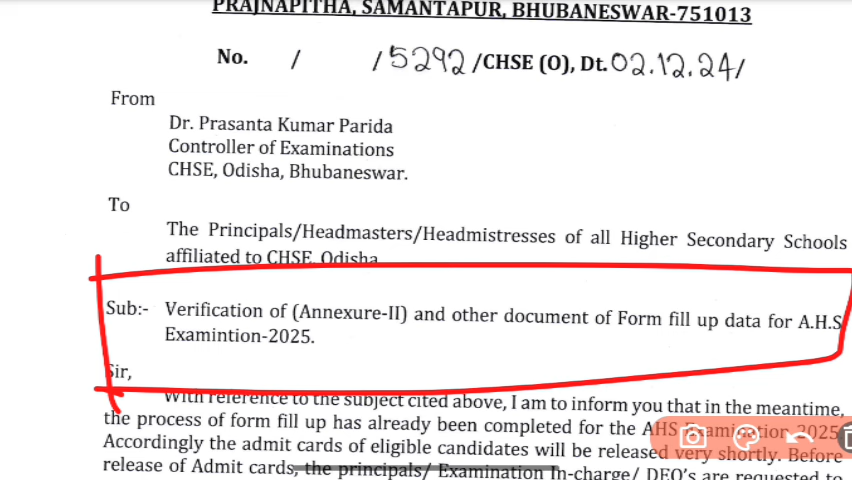 PRAJNAPITHA, SAMANTAPUR, BHUBANESWAR-751013
No. / /5292/CHSE (O), Dt.02.12.24/
From
Dr. Prasanta Kumar Parida
Controller of Examinations
CHSE, Odisha, Bhubaneswar.
To
The Principals/Headmasters/Headmistresses of all Higher Secondary Schools
affiliated to CHSE, Odisha
Sub:- Verification of (Annexure-II) and other document of Form fill up data for A.H.S
Examintion-2025.
Sir,
With reference to the subject cited above, I am to inform you that in the meantime,
the process of form fill up has already been completed for the AHS Examination 2025
Accordingly the admit cards of eligible candidates will be released very shortly. Before
release of Admit cards, the principals/ Examination In-charge/ DEO's are requested to